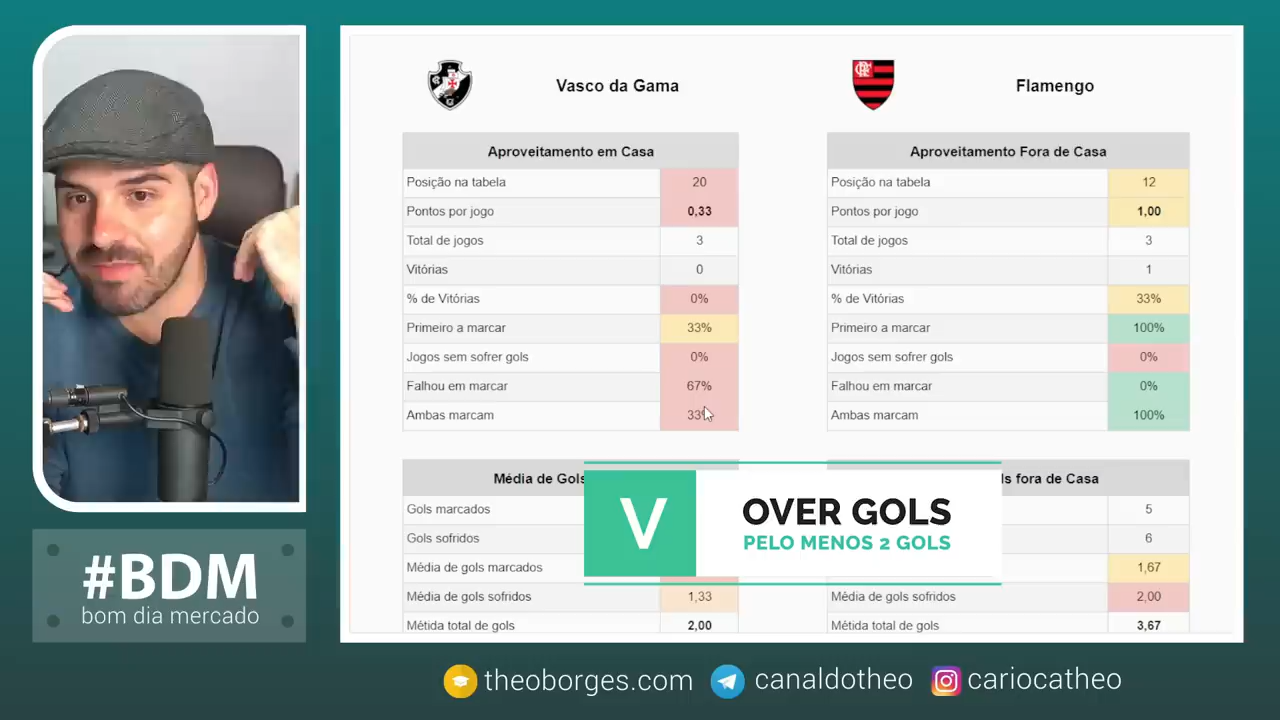 Vasco da Gama
Flamengo
Aproveitamento em Casa
Posição na tabela 20
Pontos por jogo 0,33
Total de jogos 3
Vitórias 0
% de Vitórias 0%
Primeiro a marcar 33%
Jogos sem sofrer gols 0%
Falhou em marcar 67%
Ambas marcam 33%
Aproveitamento Fora de Casa
Posição na tabela 12
Pontos por jogo 1,00
Total de jogos 3
Vitórias 1
% de Vitórias 33%
Primeiro a marcar 100%
Jogos sem sofrer gols 0%
Falhou em marcar 0%
Ambas marcam 100%
Média de Gols
Gols marcados
Gols sofridos
Média de gols marcados
Média de gols sofridos 1,33
Métida total de gols 2,00
ls fora de Casa
5
6
1,67
Média de gols sofridos 2,00
Métida total de gols 3,67
V
OVER GOLS
PELO MENOS 2 GOLS
#BDM
bom dia mercado
theoborges.com
canaldotheo
cariocatheo